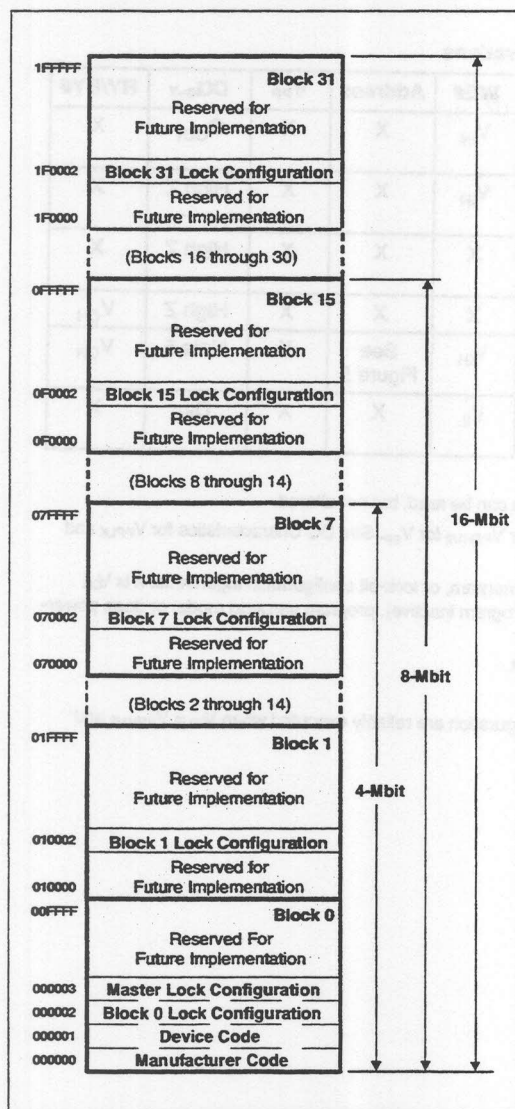 1FFFFF
Block 31
Reserved for
Future Implementation
1F0002
Block 31 Lock Configuration
Reserved for
1F0000
Future Implementation
(Blocks 16 through 30)
0FFFFF
Block 15
Reserved for
Future Implementation
0F0002
Block 15 Lock Configuration
Reserved for
0F0000
Future Implementation
(Blocks 8 through 14)
07FFFF
Block 7
16-Mbit
Reserved for
Future Implementation
070002
Block 7 Lock Configuration
Reserved for
070000
Future Implementation
8-Mbit
(Blocks 2 through 14)
01FFFF
Block 1
Reserved for
Future Implementation
4-Mbit
010002
Block 1 Lock Configuration
Reserved for
010000
Future Implementation
00FFFF
Block 0
Reserved For
Future Implementation
000003
Master Lock Configuration
000002
Block 0 Lock Configuration
000001
Device Code
000000
Manufacturer Code